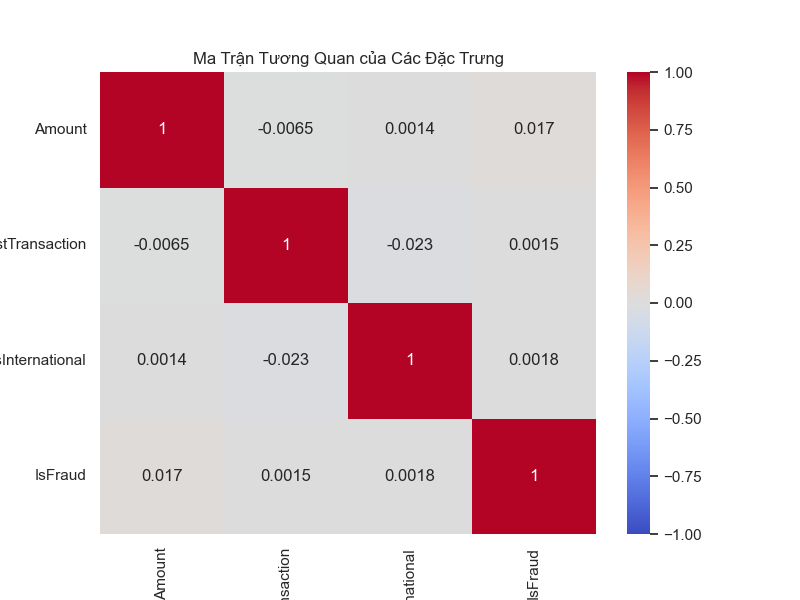 Ma Trận Tương Quan của Các Đặc Trưng
Amount 1 -0.0065 0.0014 0.017
stTransaction -0.0065 1 -0.023 0.0015
sInternational 0.0014 -0.023 1 0.0018
IsFraud 0.017 0.0015 0.0018 1
Amount
nsaction
national
IsFraud
1.00
0.75
0.50
0.25
0.00
−0.25
−0.50
−0.75
−1.00